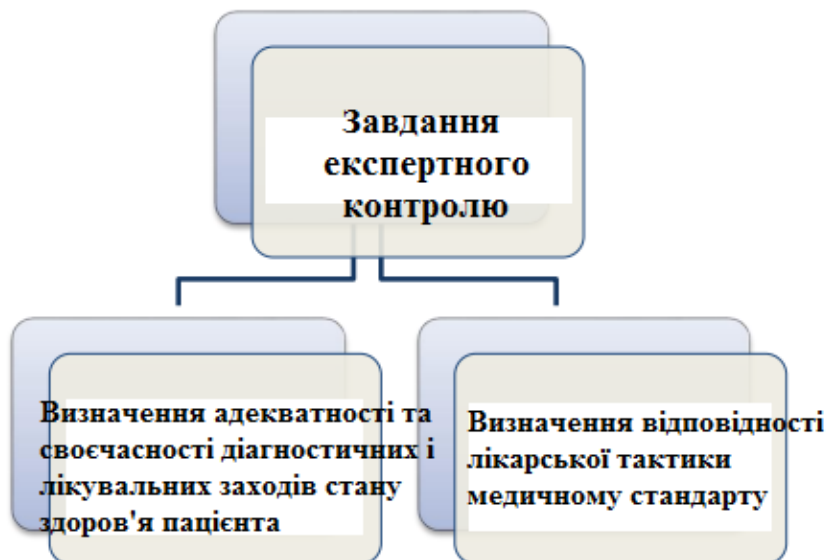 Завдання
експертного
контролю
Визначення адекватності та
своєчасності діагностичних і
лікувальних заходів стану
здоров'я пацієнта
Визначення відповідності
лікарської тактики
медичному стандарту